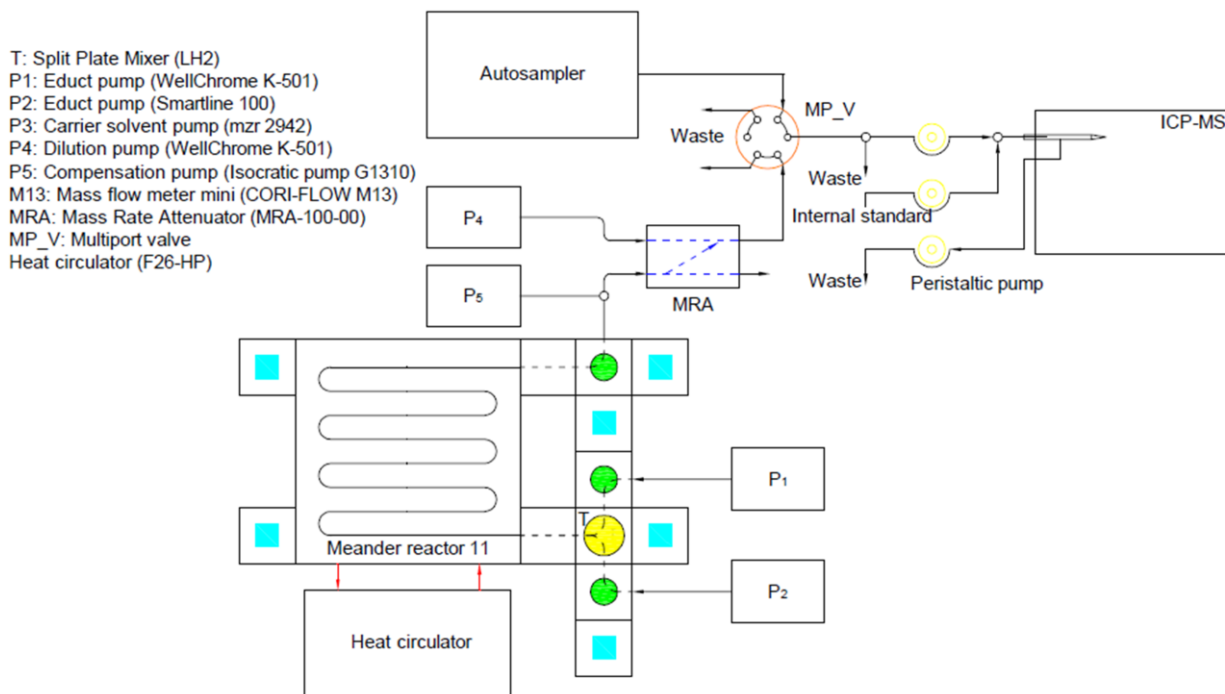 T: Split Plate Mixer (LH2)
P1: Educt pump (WellChrome K-501)
P2: Educt pump (Smartline 100)
P3: Carrier solvent pump (mzr 2942)
P4: Dilution pump (WellChrome K-501)
P5: Compensation pump (Isocratic pump G1310)
M13: Mass flow meter mini (CORI-FLOW M13)
MRA: Mass Rate Attenuator (MRA-100-00)
MP_V: Multiport valve
Heat circulator (F26-HP)
Autosampler
MP_V
Waste
ICP-MS
Waste
Internal standard
Waste
Peristaltic pump
P4
P5
MRA
P1
T
Meander reactor 11
P2
Heat circulator